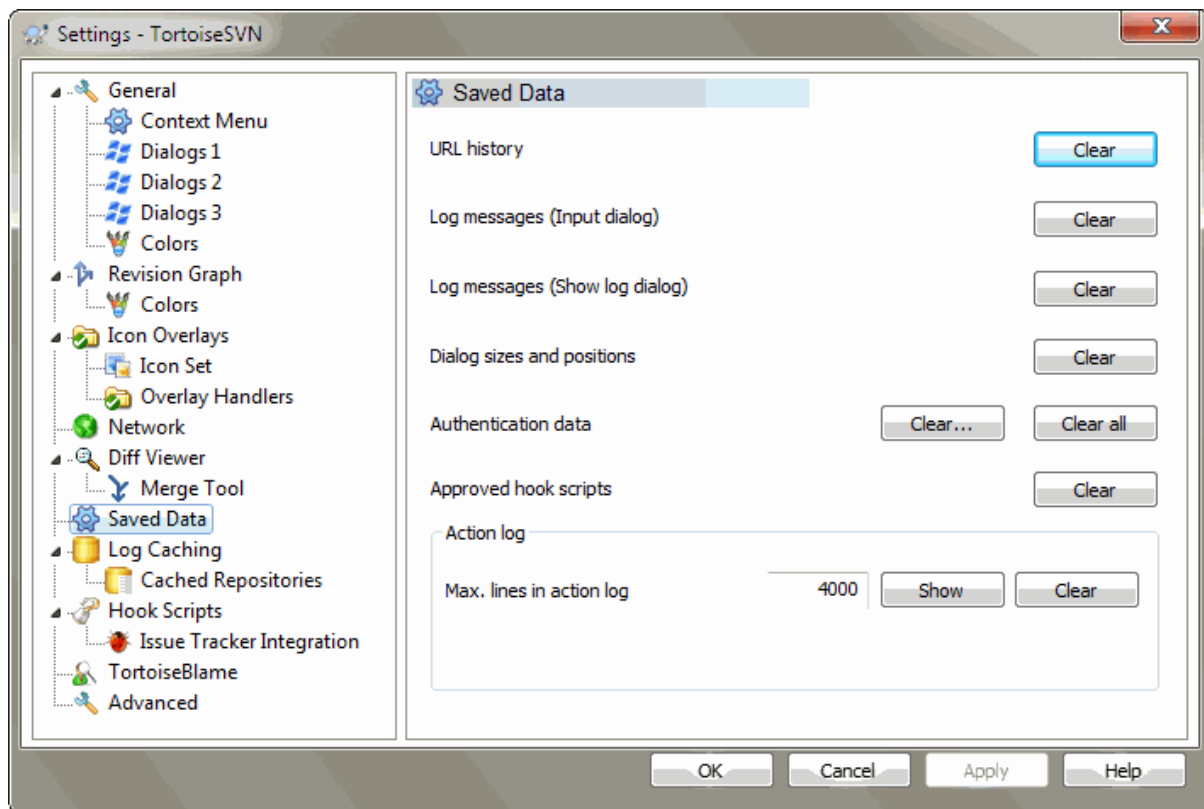 Settings - TortoiseSVN
General
Context Menu
Dialogs 1
Dialogs 2
Dialogs 3
Colors
Revision Graph
Colors
Icon Overlays
Icon Set
Overlay Handlers
Network
Diff Viewer
Merge Tool
Saved Data
Log Caching
Cached Repositories
Hook Scripts
Issue Tracker Integration
TortoiseBlame
Advanced
Saved Data
URL history Clear
Log messages (Input dialog) Clear
Log messages (Show log dialog) Clear
Dialog sizes and positions Clear
Authentication data Clear... Clear all
Approved hook scripts Clear
Action log
Max. lines in action log 4000 Show Clear
OK Cancel Apply Help